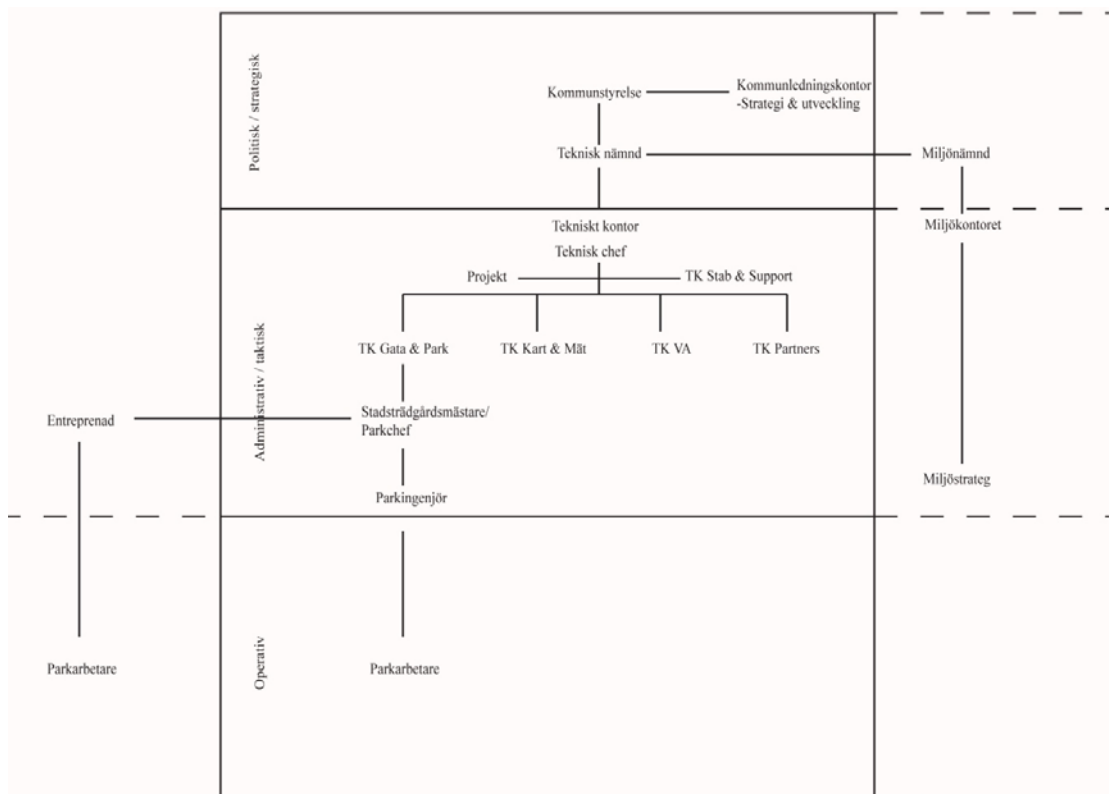 Politisk / strategisk
Kommunstyrelse
Kommunledningskontor
-Strategi & utveckling
Teknisk nämnd
Miljönämnd
Administrativ / taktisk
Tekniskt kontor
Miljökontoret
Teknisk chef
Projekt
TK Stab & Support
TK Gata & Park
TK Kart & Mät
TK VA
TK Partners
Entreprenad
Stadsträdgårdsmästare/
Parkchef
Parkingenjör
Miljöstrateg
Operativ
Parkarbetare
Parkarbetare